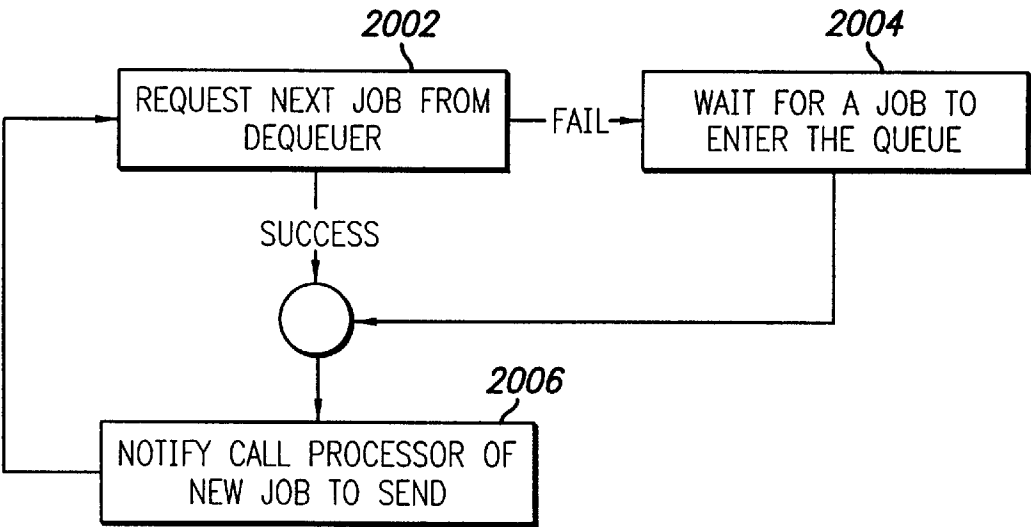 2002
2004
REQUEST NEXT JOB FROM
DEQUEUER
FAIL
WAIT FOR A JOB TO
ENTER THE QUEUE
SUCCESS
2006
NOTIFY CALL PROCESSOR OF
NEW JOB TO SEND